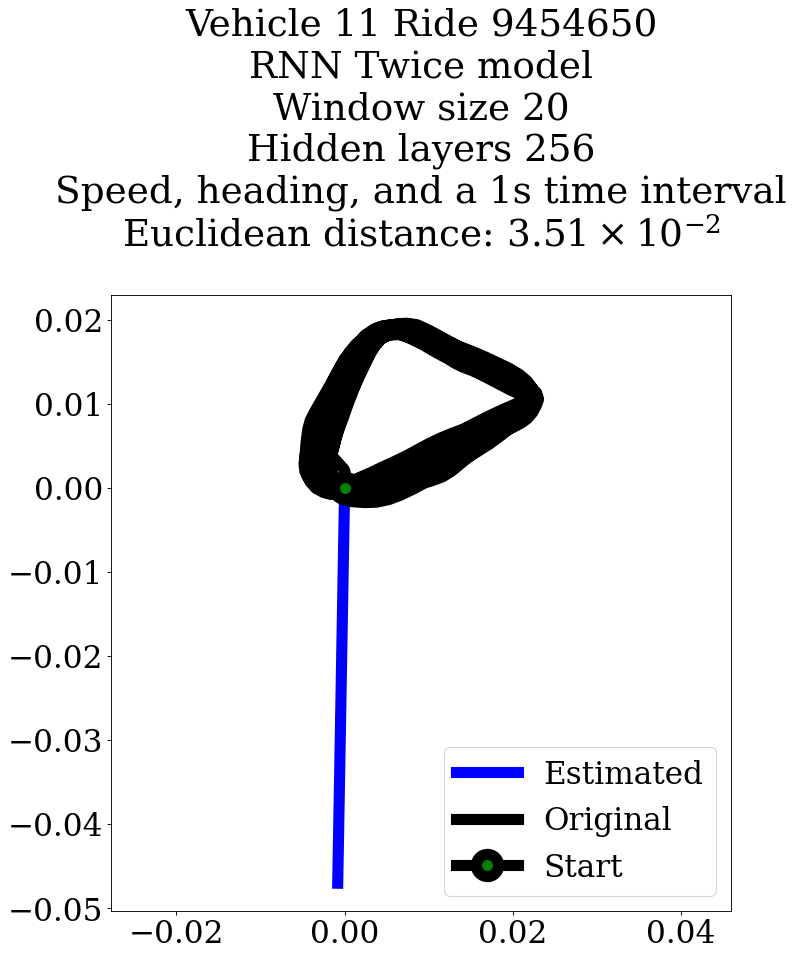 Vehicle 11 Ride 9454650
RNN Twice model
Window size 20
Hidden layers 256
Speed, heading, and a 1s time interval
Euclidean distance: 3.51 × 10⁻²
0.02
0.01
0.00
−0.01
−0.02
−0.03
−0.04
−0.05
−0.02 0.00 0.02 0.04
Estimated
Original
Start